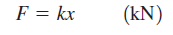 F = kx (kN)